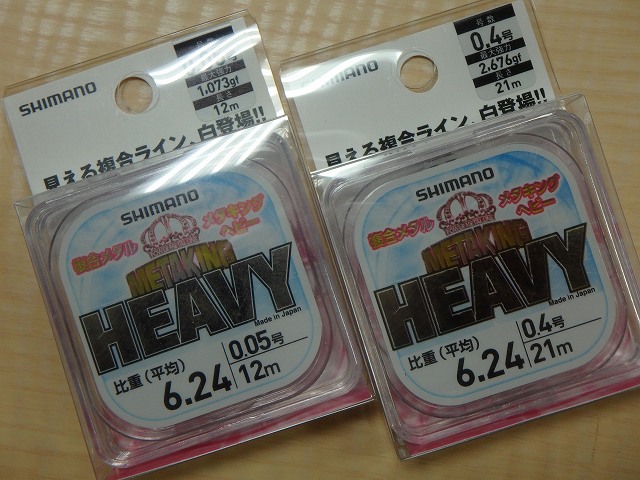 SHIMANO
最大強力
1,073gf
長さ
12m
見える複合ライン、白登場!!
SHIMANO
複合メタル
メタキング
ヘビー
METAKING
HEAVY
Made in Japan
比重(平均)
6.24
0.05号
12m
SHIMANO
号数
0.4号
最大強力
2,676gf
長さ
21m
見える複合ライン、白登場!!
SHIMANO
複合メタル
メタキング
ヘビー
METAKING
HEAVY
Made in Japan
比重(平均)
6.24
0.4号
21m